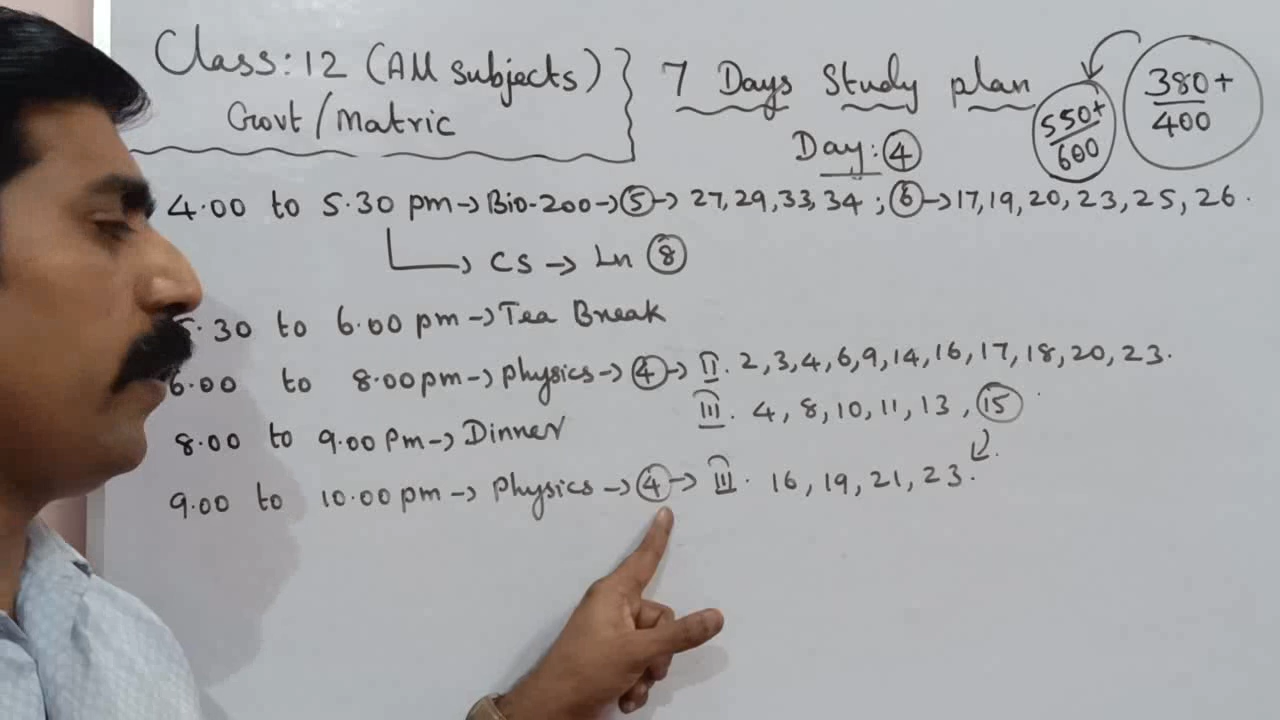 Class: 12 (All Subjects) 7 Days Study plan 550+/600 380+/400
Govt/Matric Day: 4
4.00 to 5.30 pm → Bio-200 → 5 → 27, 29, 33, 34 ; 6 → 17, 19, 20, 23, 25, 26.
→ CS → Ln 8
5.30 to 6.00 pm → Tea Break
6.00 to 8.00 pm → Physics → 4 → II. 2, 3, 4, 6, 9, 14, 16, 17, 18, 20, 23.
III. 4, 8, 10, 11, 13, 15.
8.00 to 9.00 Pm → Dinner
9.00 to 10.00 pm → Physics → 4 → III. 16, 19, 21, 23.